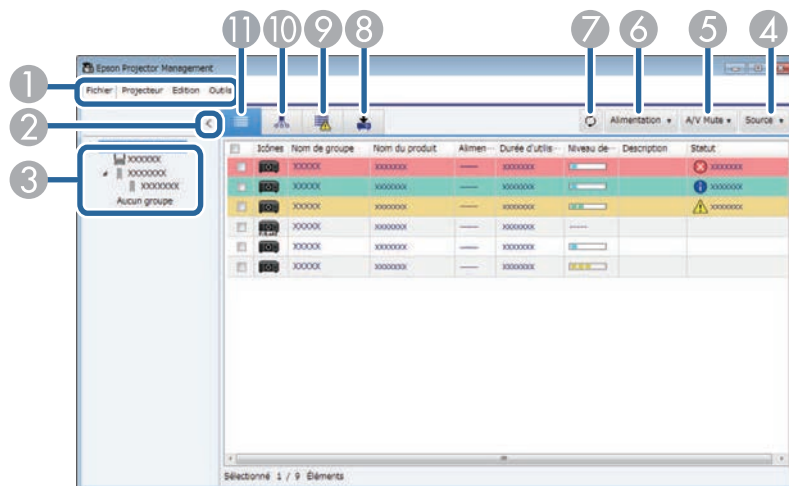 11 10 9 8 7 6 5 4
Epson Projector Management
1
Fichier Projecteur Edition Outils
2
Alimentation A/V Mute Source
Icônes Nom de groupe Nom du produit Alimen··· Durée d'utilis··· Niveau de··· Description Statut
3
XXXXXX
XXXXXXX
XXXXXXX
Aucun groupe
XXXXX XXXXXXX ---- XXXXXXX XXXXXXX
XXXXX XXXXXXX ---- XXXXXXX XXXXXXX
XXXXX XXXXXXX ---- XXXXXXX XXXXXXX
XXXXX XXXXXXX ---- XXXXXXX -----
XXXXX XXXXXXX ---- XXXXXXX
XXXXX XXXXXXX ---- XXXXXXX
Sélectionné 1 / 9 Éléments